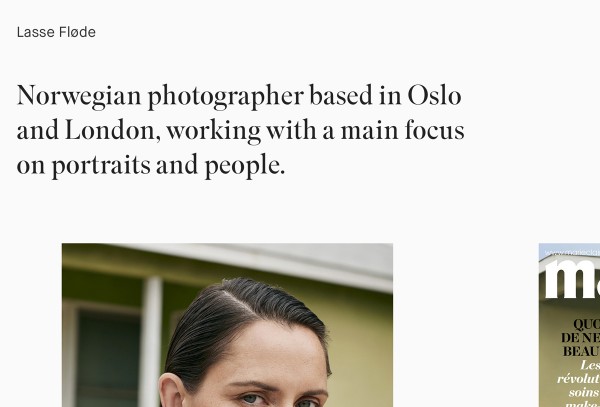 Lasse Fløde
Norwegian photographer based in Oslo
and London, working with a main focus
on portraits and people.
m
QUO
DE NE
BEAU
Les
révolut
soins
make